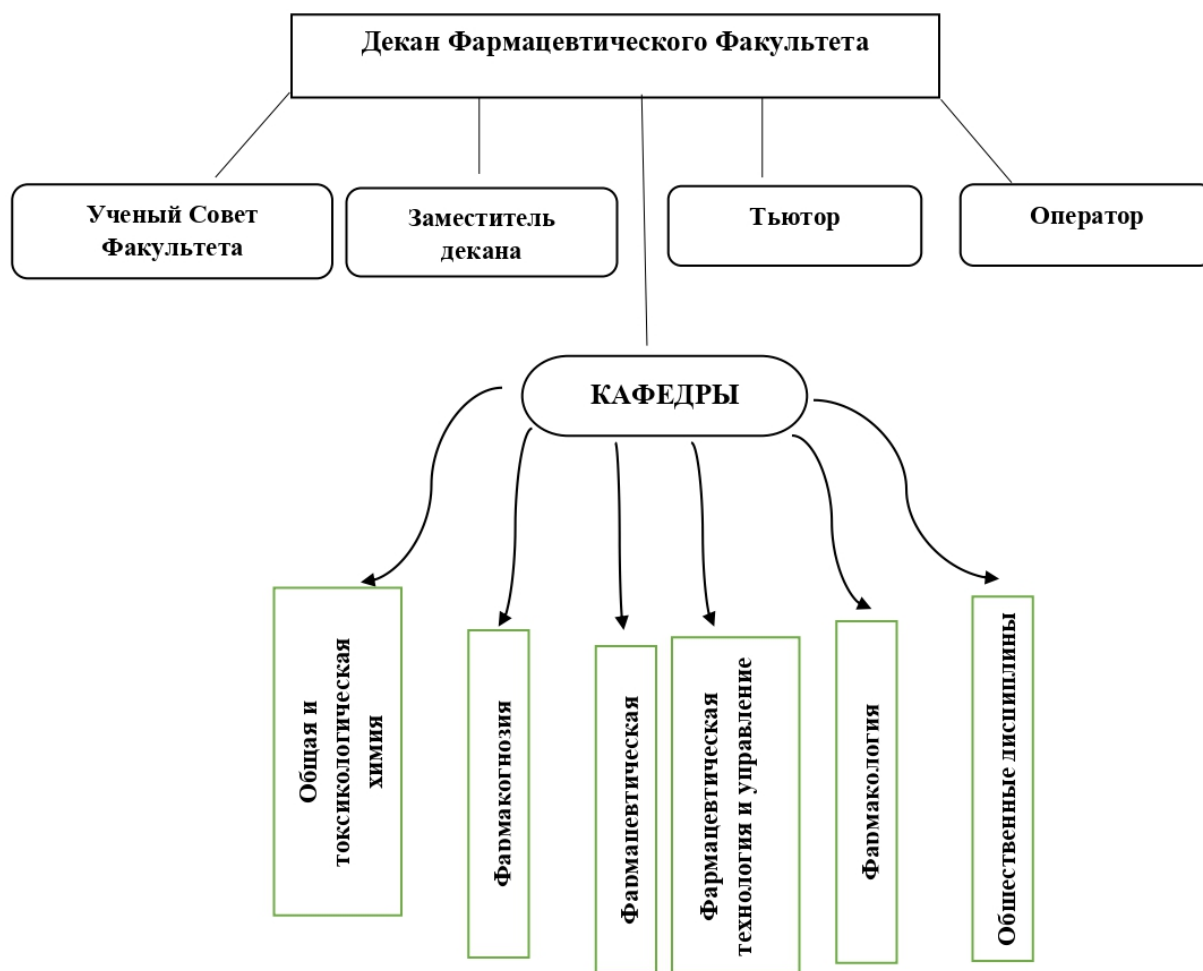 Декан Фармацевтического Факультета
Ученый Совет
Факультета
Заместитель
декана
Тьютор
Оператор
КАФЕДРЫ
Общая и
токсикологическая
химия
Фармакогнозия
Фармацевтическая
Фармацевтическая
технология и управление
Фармакология
Общественные дисциплины